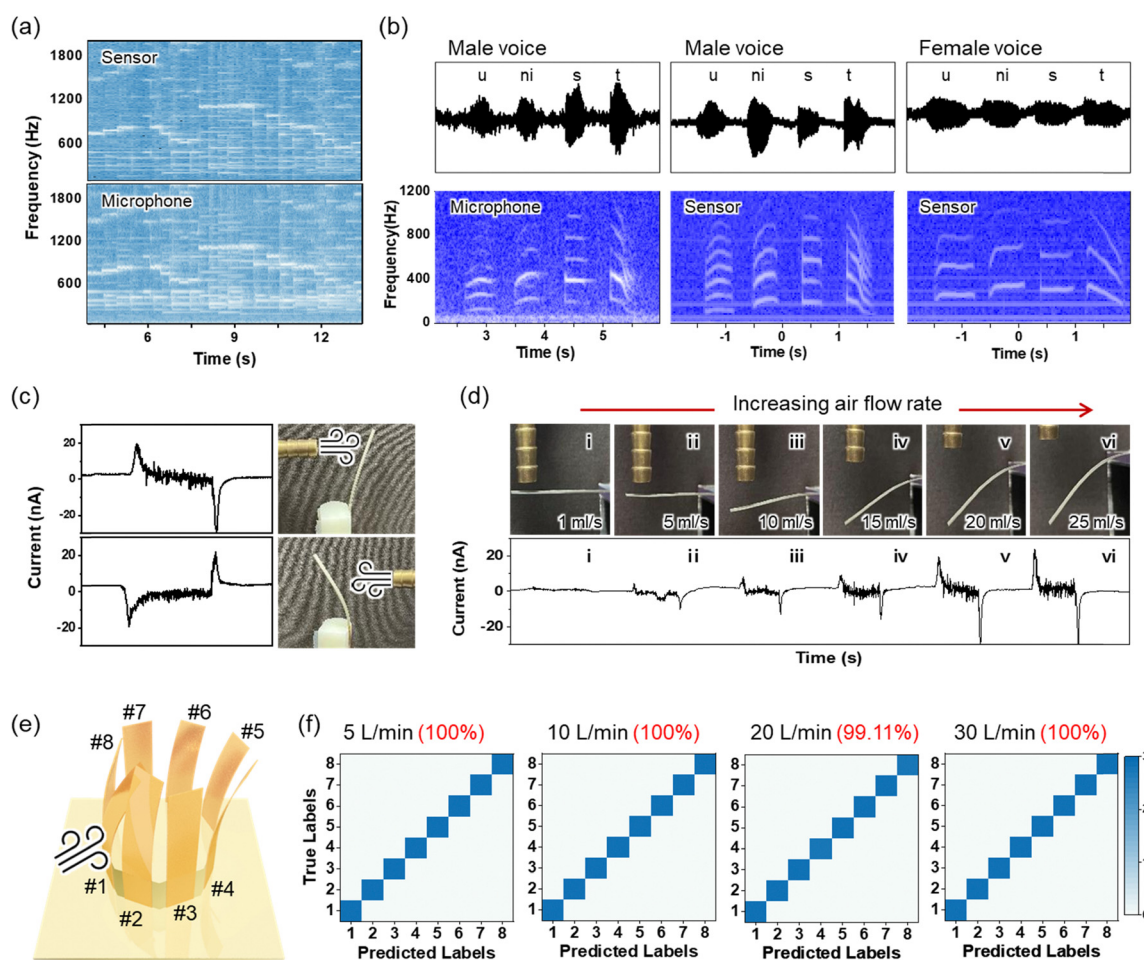 (a)
Sensor
1800
1200
600
Microphone
1800
1200
600
Frequency (Hz)
6 9 12
Time (s)
(b)
Male voice Male voice Female voice
u ni s t u ni s t u ni s t
1200
800
400
0
Frequency(Hz)
Microphone Sensor Sensor
3 4 5 -1 0 1 -1 0 1
Time (s) Time (s) Time (s)
(c)
20
0
-20
20
0
-20
Current (nA)
(d)
Increasing air flow rate
i ii iii iv v vi
1 ml/s 5 ml/s 10 ml/s 15 ml/s 20 ml/s 25 ml/s
i ii iii iv v vi
20
0
-20
Current (nA)
Time (s)
(e)
#7 #6
#8 #5
#1 #4
#2 #3
(f)
5 L/min (100%) 10 L/min (100%) 20 L/min (99.11%) 30 L/min (100%)
True Labels
8 8 8 8
7 7 7 7
6 6 6 6
5 5 5 5
4 4 4 4
3 3 3 3
2 2 2 2
1 1 1 1
1 2 3 4 5 6 7 8 1 2 3 4 5 6 7 8 1 2 3 4 5 6 7 8 1 2 3 4 5 6 7 8
Predicted Labels Predicted Labels Predicted Labels Predicted Labels